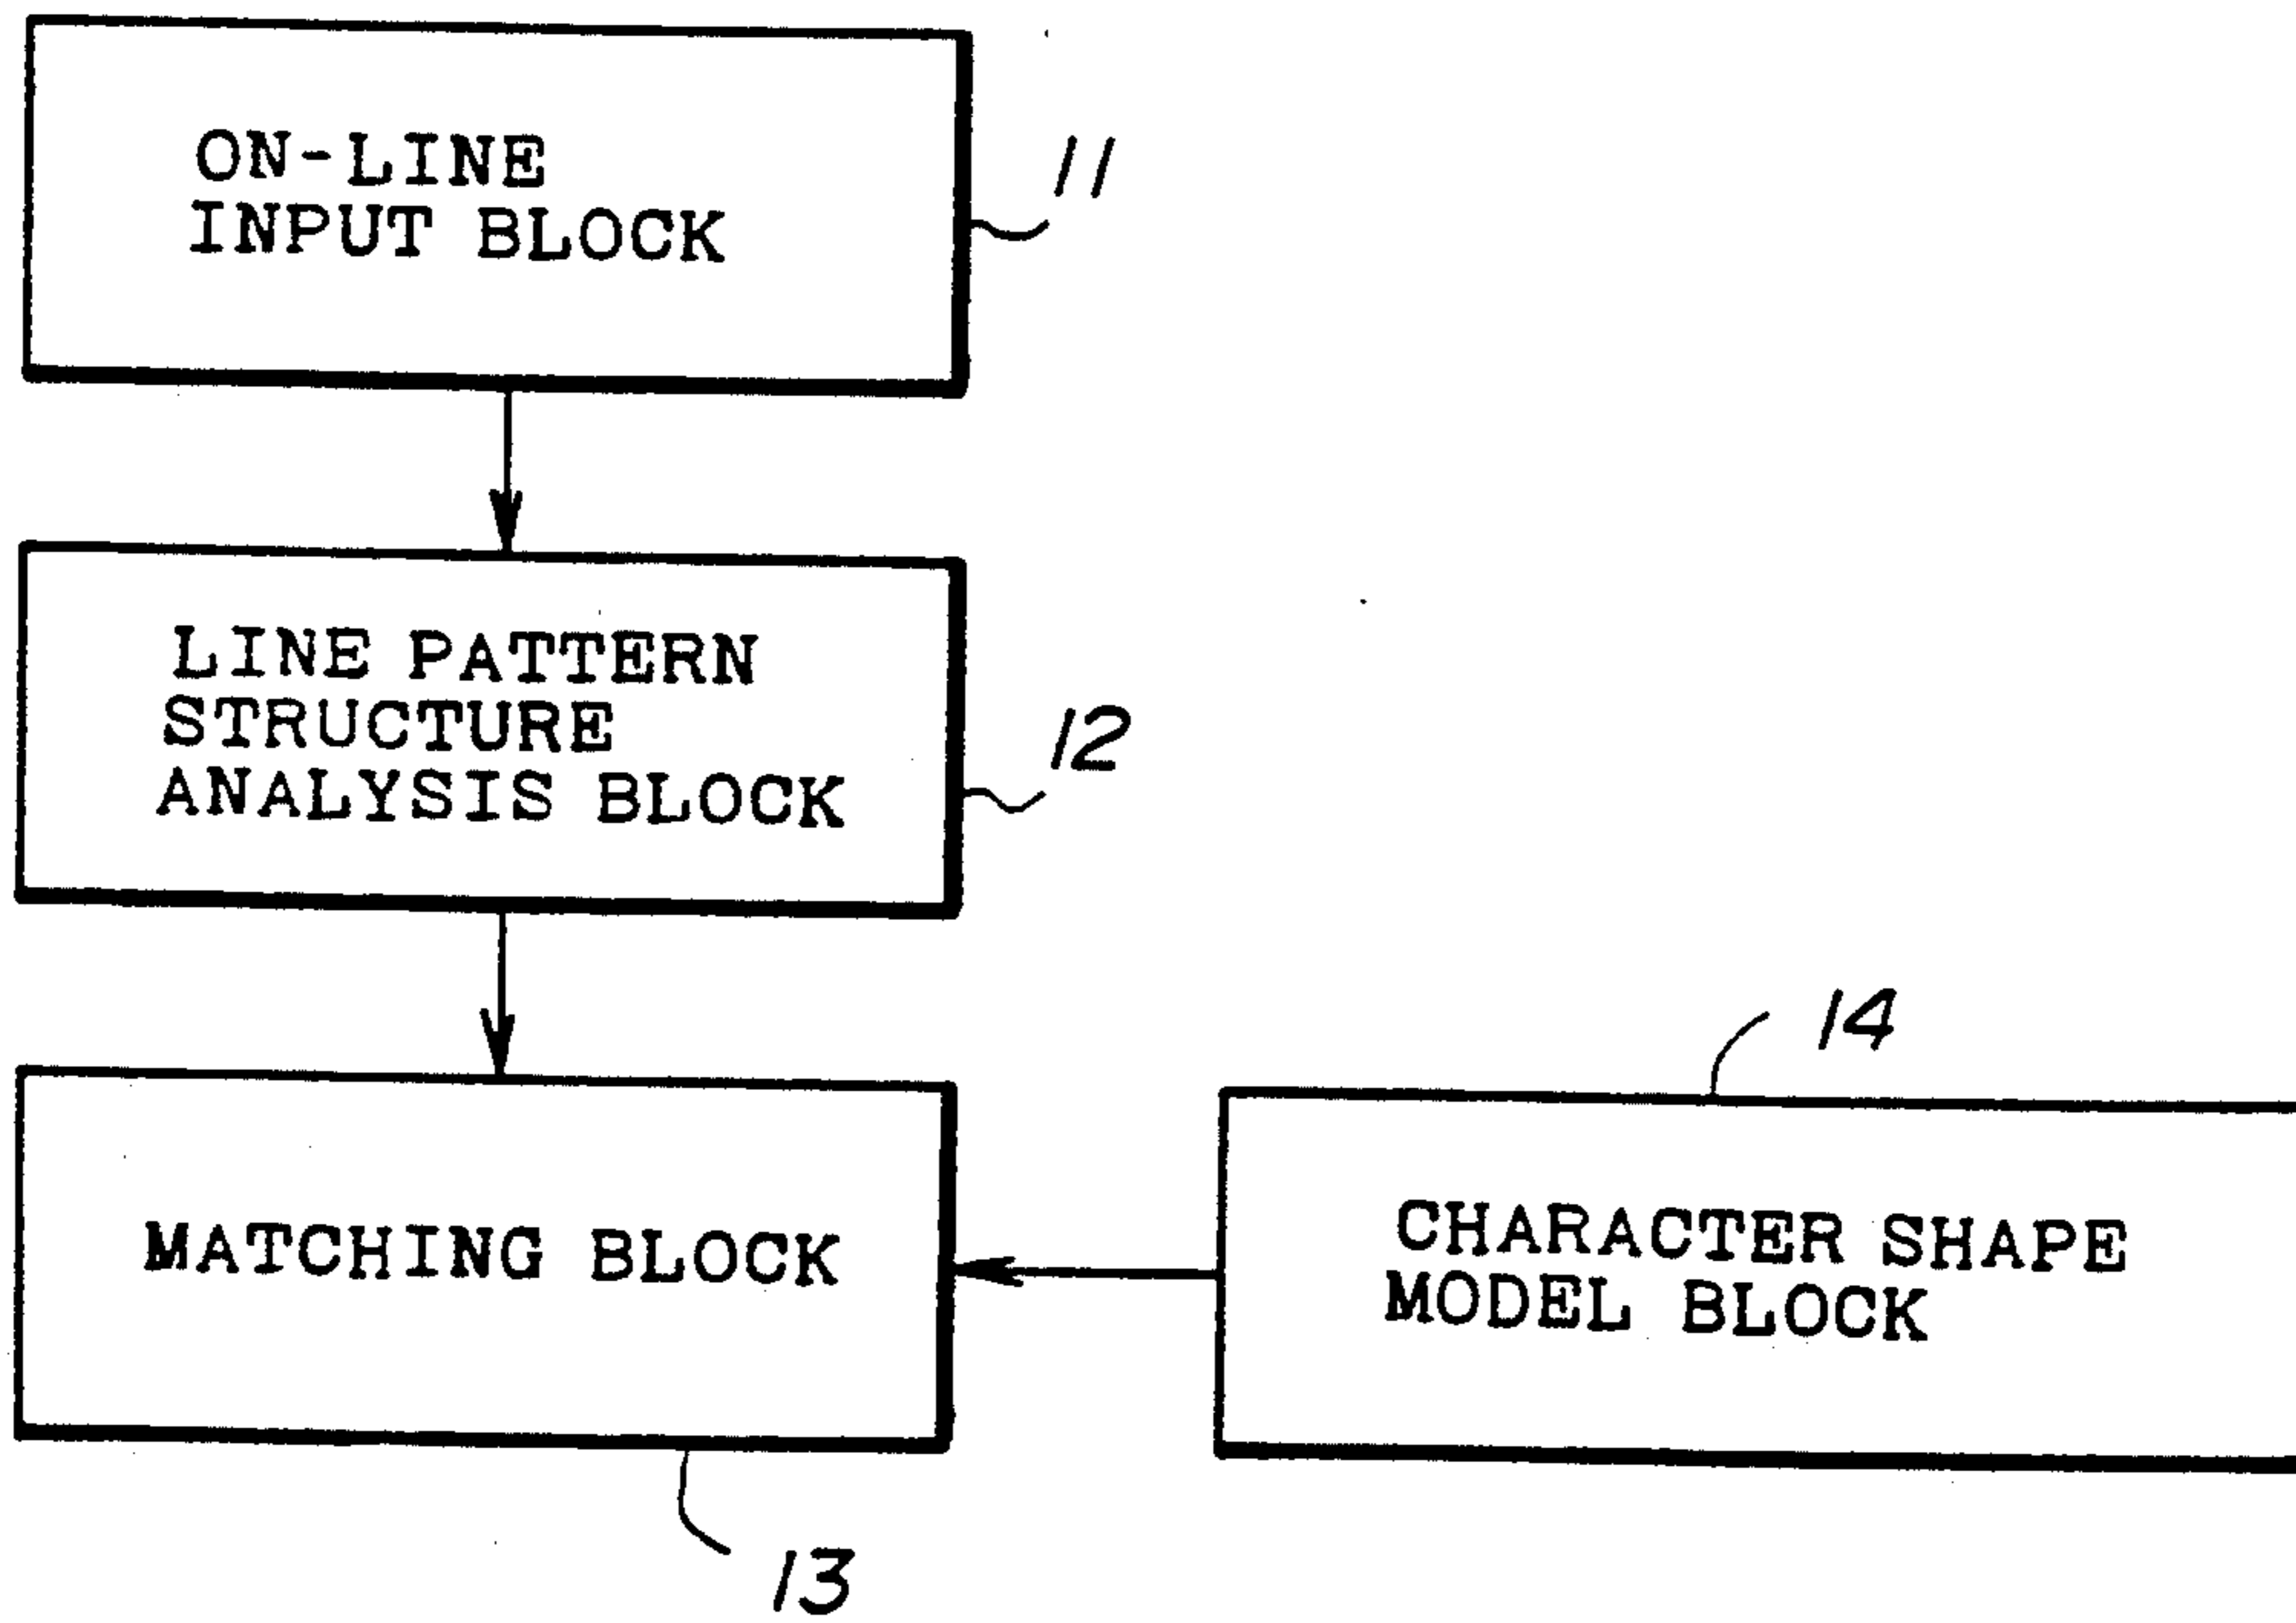 ON-LINE
INPUT BLOCK
11
LINE PATTERN
STRUCTURE
ANALYSIS BLOCK
12
14
MATCHING BLOCK
CHARACTER SHAPE
MODEL BLOCK
13